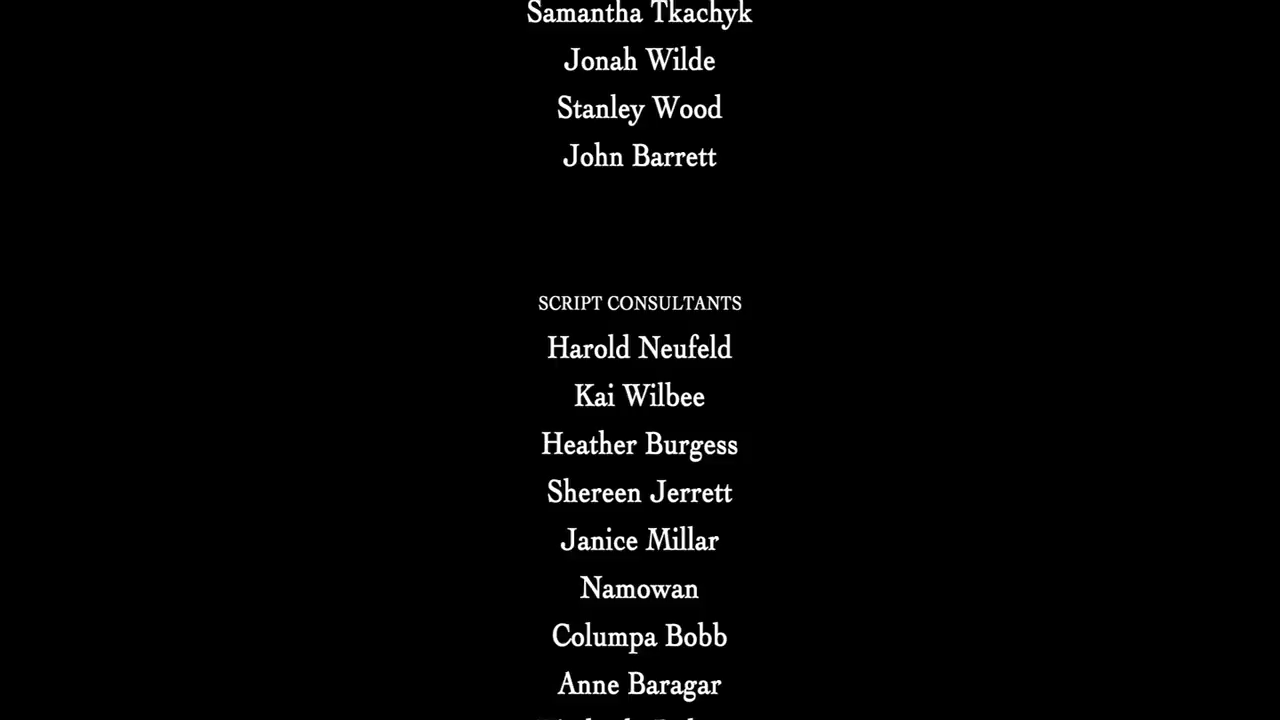 Samantha Tkachyk
Jonah Wilde
Stanley Wood
John Barrett
SCRIPT CONSULTANTS
Harold Neufeld
Kai Wilbee
Heather Burgess
Shereen Jerrett
Janice Millar
Namowan
Columpa Bobb
Anne Baragar